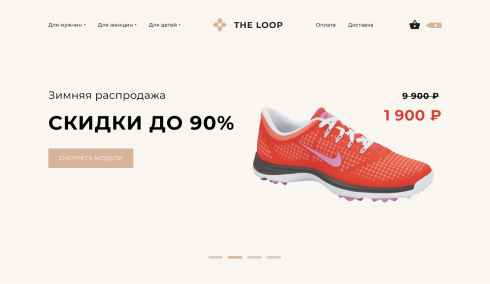 Для мужчин
Для женщин
Для детей
THE LOOP
Оплата
Доставка
Зимняя распродажа
СКИДКИ ДО 90%
СМОТРЕТЬ МОДЕЛИ
9 900 ₽
1 900 ₽